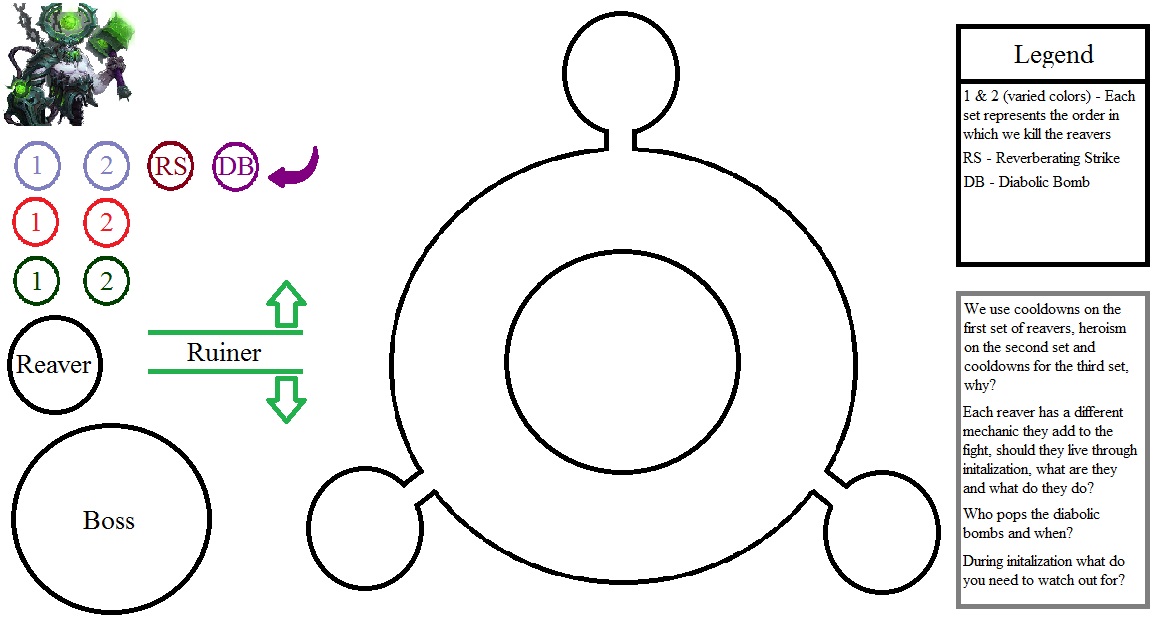 1 2 RS DB
1 2
1 2
Reaver
Ruiner
Boss
Legend
1 & 2 (varied colors) - Each
set represents the order in
which we kill the reavers
RS - Reverberating Strike
DB - Diabolic Bomb
We use cooldowns on the
first set of reavers, heroism
on the second set and
cooldowns for the third set,
why?
Each reaver has a different
mechanic they add to the
fight, should they live through
initalization, what are they
and what do they do?
Who pops the diabolic
bombs and when?
During initalization what do
you need to watch out for?